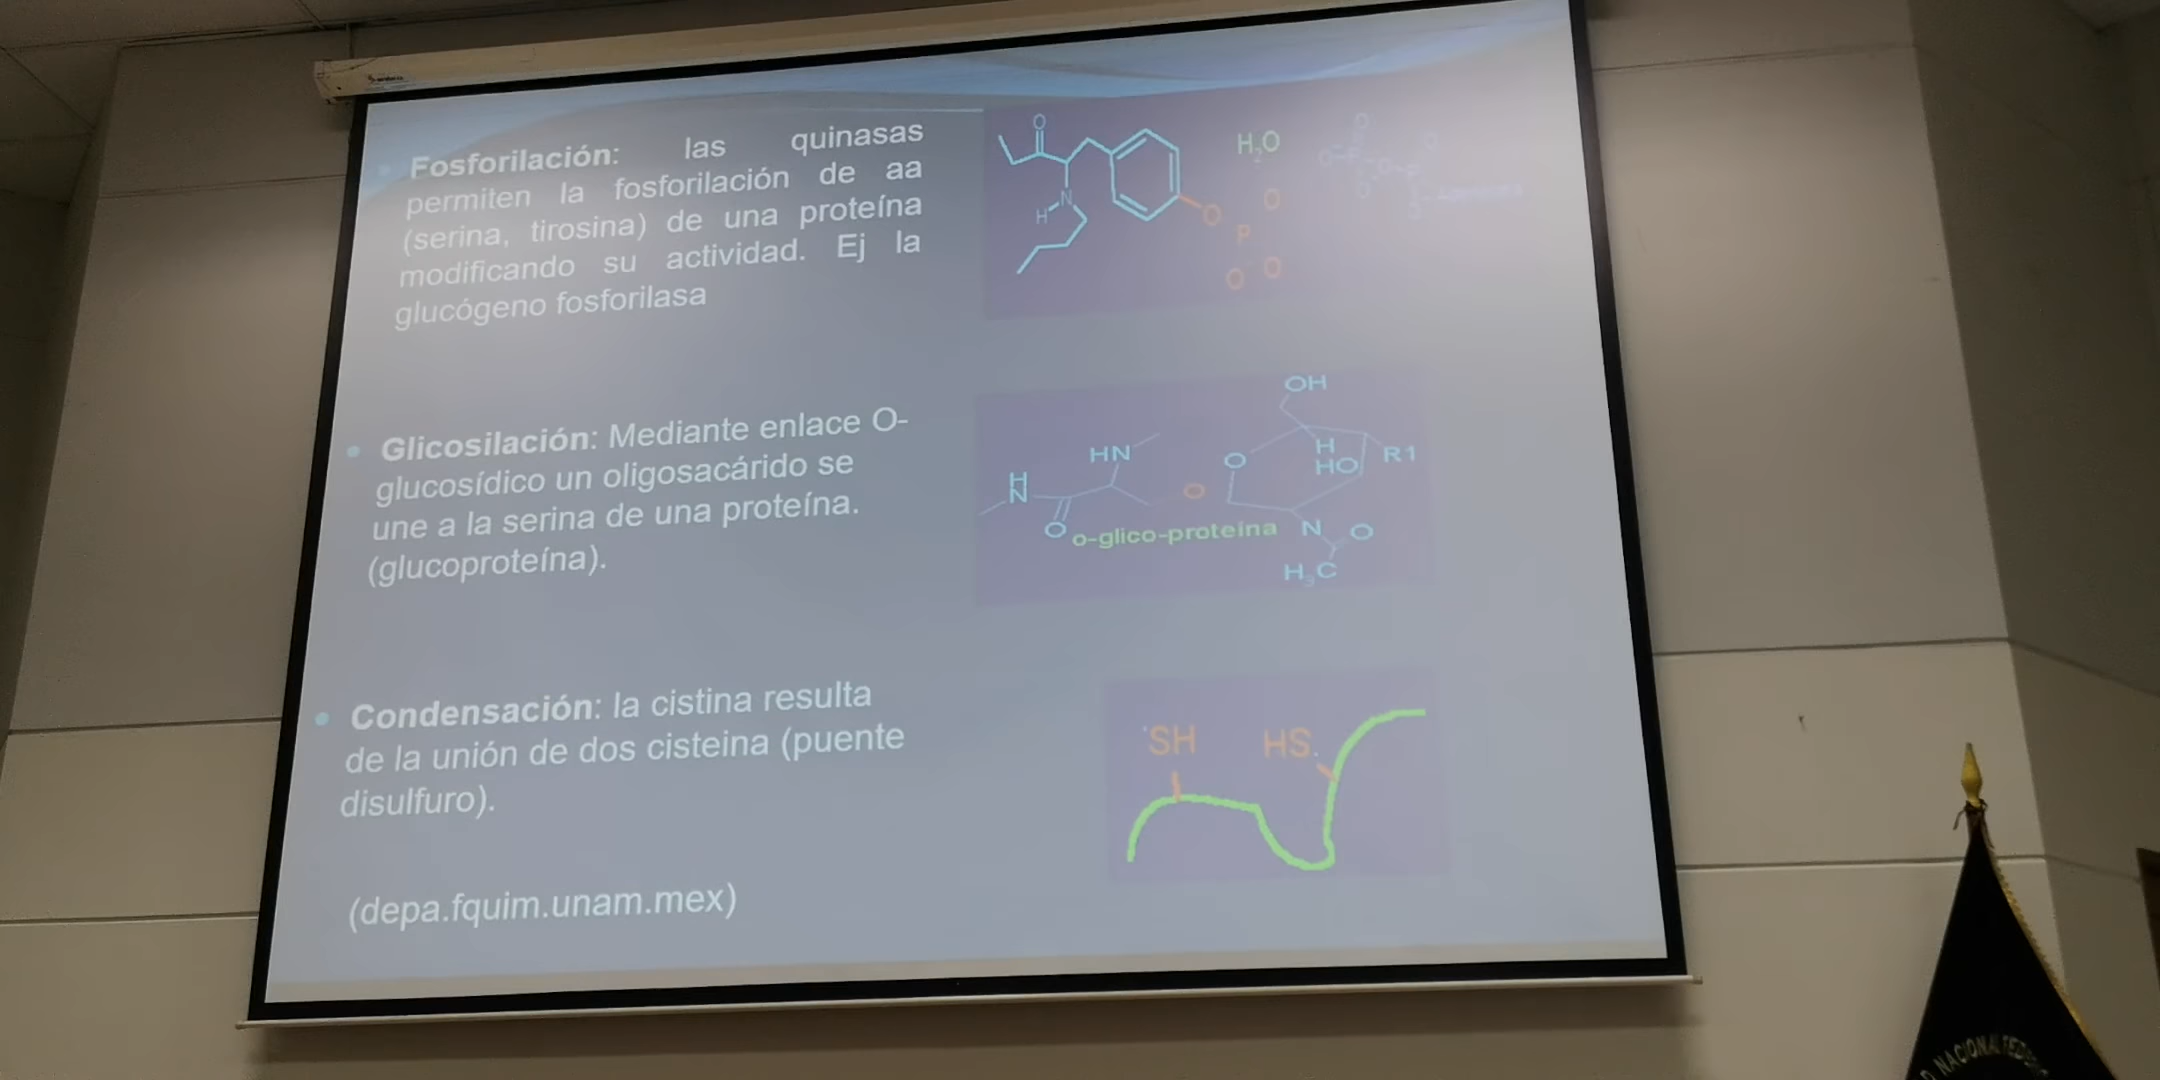 Fosforilación: las quinasas
permiten la fosforilación de aa
(serina, tirosina) de una proteína
modificando su actividad. Ej la
glucógeno fosforilasa
O
N
H
O
H₂O
O
P
O O
Glicosilación: Mediante enlace O-
glucosídico un oligosacárido se
une a la serina de una proteína.
(glucoproteína).
OH
HN
H
N
O
O
O
H
HO
R1
o-glico-proteína
N
O
H₃C
Condensación: la cistina resulta
de la unión de dos cisteina (puente
disulfuro).
SH HS.
(depa.fquim.unam.mex)
NACIONAL